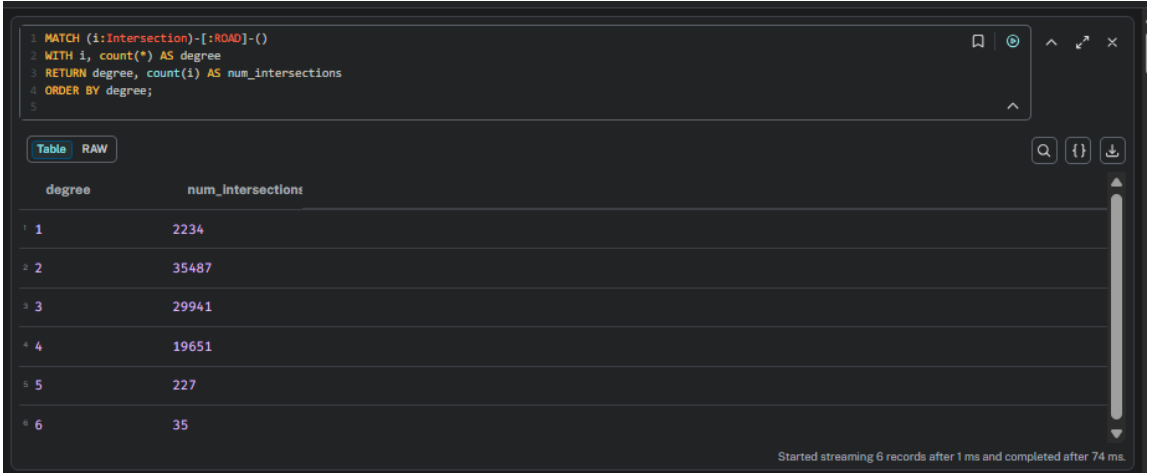 1 MATCH (i:Intersection)-[:ROAD]-()
2 WITH i, count(*) AS degree
3 RETURN degree, count(i) AS num_intersections
4 ORDER BY degree;
5
Table RAW
{}
degree num_intersections
1 1 2234
2 2 35487
3 3 29941
4 4 19651
5 5 227
6 6 35
Started streaming 6 records after 1 ms and completed after 74 ms.